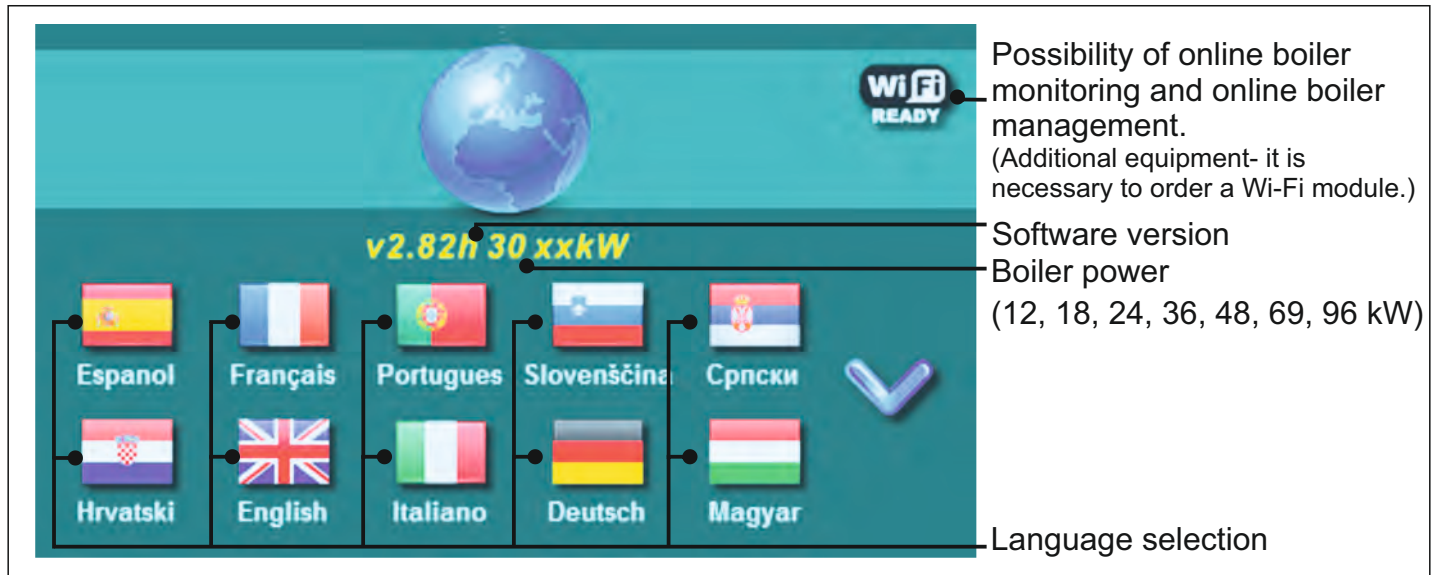 WiFi
READY
Possibility of online boiler
monitoring and online boiler
management.
(Additional equipment- it is
necessary to order a Wi-Fi module.)
v2.82h 30 xxkW
Software version
Boiler power
(12, 18, 24, 36, 48, 69, 96 kW)
Espanol Français Portugues Slovenščina Српски
Hrvatski English Italiano Deutsch Magyar
Language selection